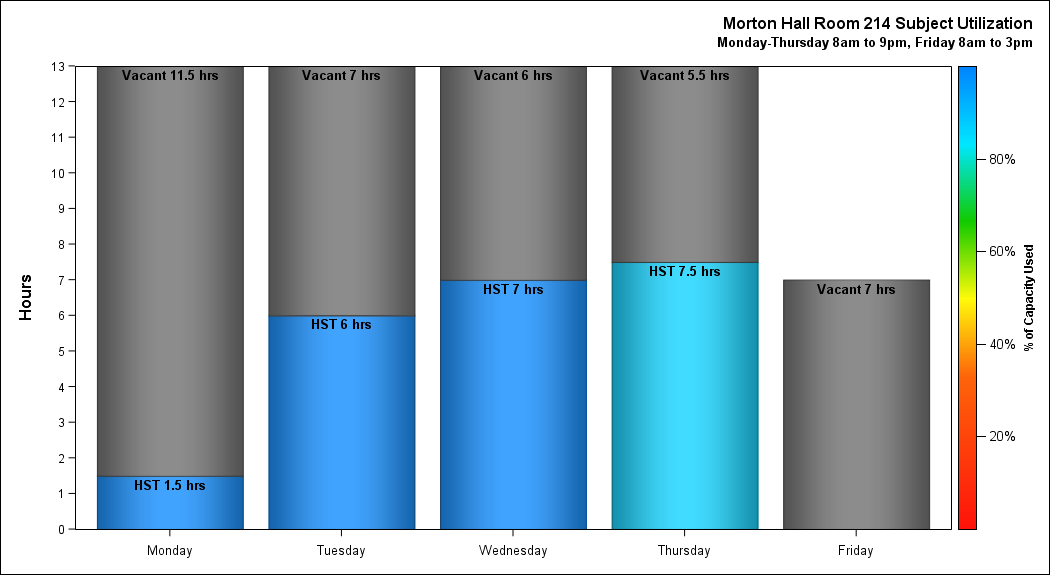 Morton Hall Room 214 Subject Utilization
Monday-Thursday 8am to 9pm, Friday 8am to 3pm
Hours
13
12
11
10
9
8
7
6
5
4
3
2
1
0
Vacant 11.5 hrs
HST 1.5 hrs
Vacant 7 hrs
HST 6 hrs
Vacant 6 hrs
HST 7 hrs
Vacant 5.5 hrs
HST 7.5 hrs
Vacant 7 hrs
Monday
Tuesday
Wednesday
Thursday
Friday
80%
60%
40%
20%
% of Capacity Used